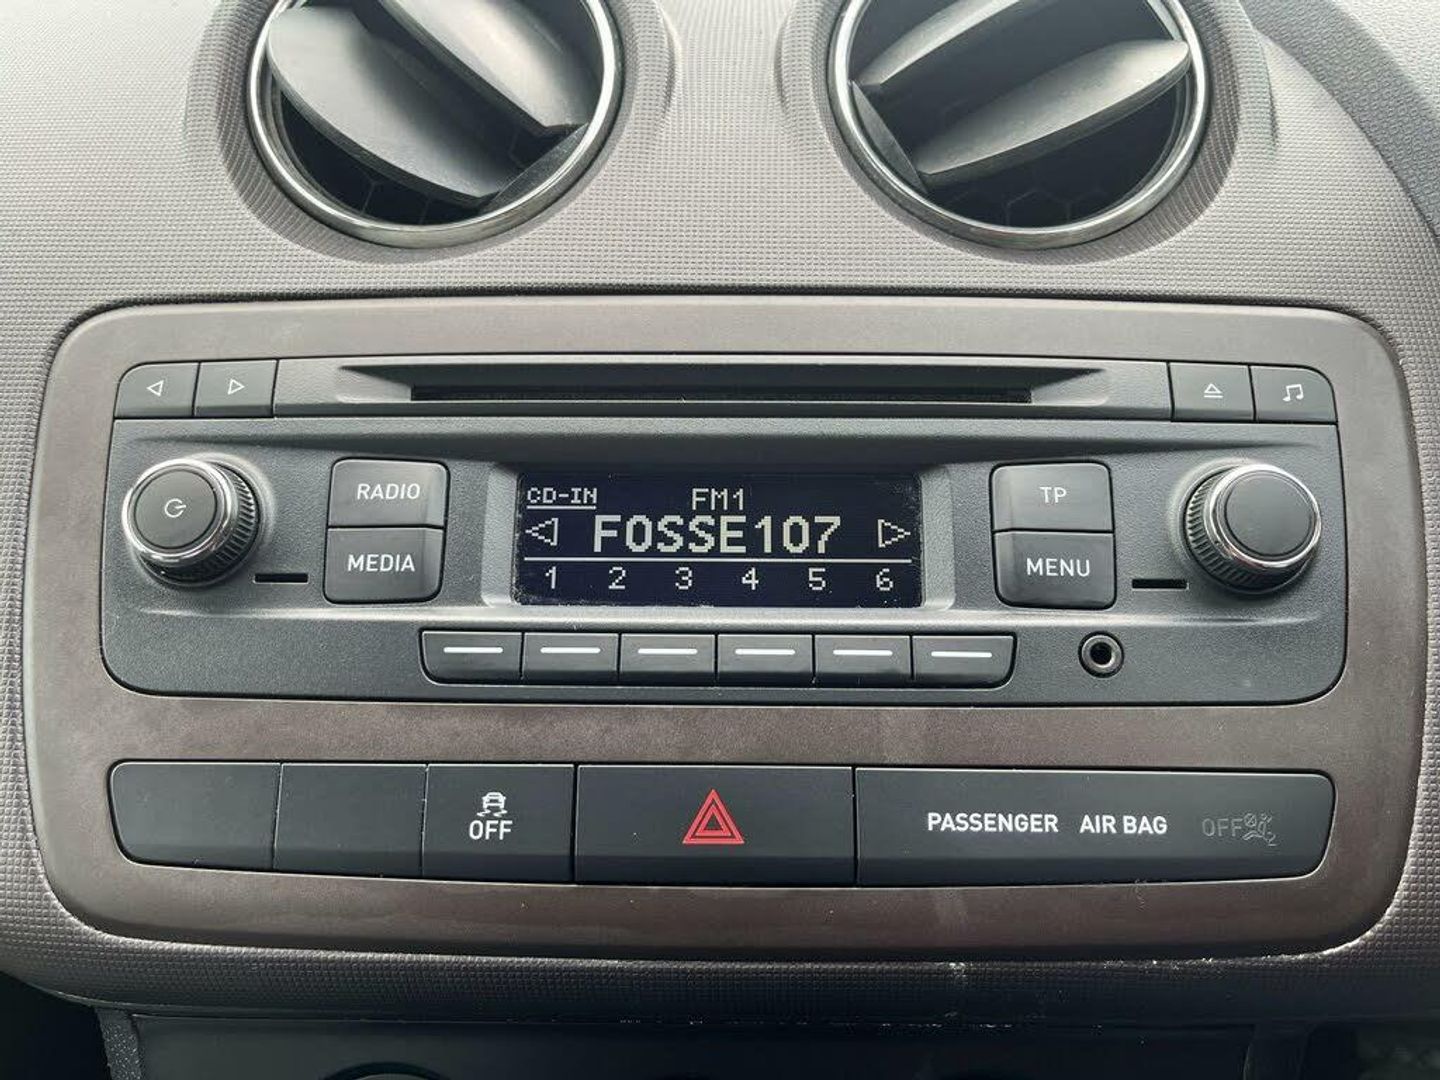 RADIO
MEDIA
CD-IN
FM1
FOSSE107
1 2 3 4 5 6
TP
MENU
OFF
PASSENGER AIR BAG OFF 2